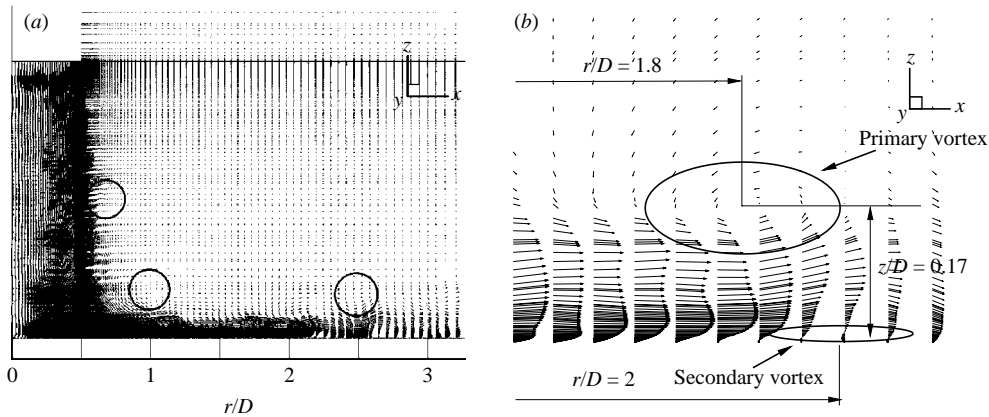 (a)
z
y
x
0
1
2
3
r/D
(b)
r/D = 1.8
z
y
x
Primary vortex
z/D = 0.17
r/D = 2
Secondary vortex